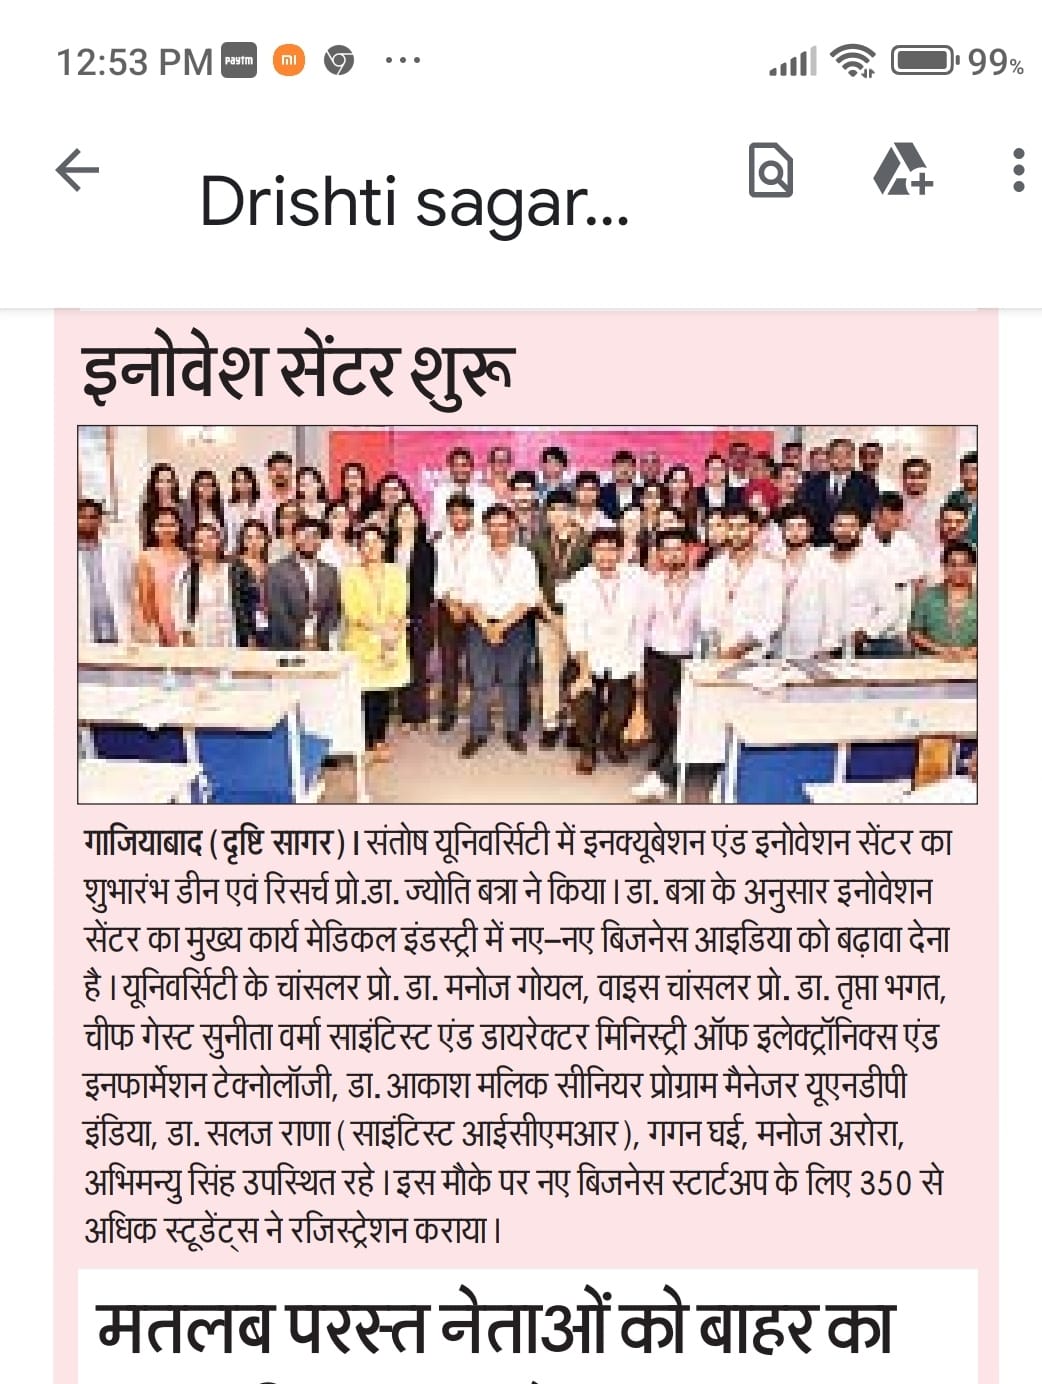 12:53 PM Paytm mi ... 99%
Drishti sagar...
इनोवेश सेंटर शुरू
गाजियाबाद (दृष्टि सागर)। संतोष यूनिवर्सिटी में इनक्यूबेशन एंड इनोवेशन सेंटर का
शुभारंभ डीन एवं रिसर्च प्रो.डा. ज्योति बत्रा ने किया। डा. बत्रा के अनुसार इनोवेशन
सेंटर का मुख्य कार्य मेडिकल इंडस्ट्री में नए–नए बिजनेस आइडिया को बढ़ावा देना
है। यूनिवर्सिटी के चांसलर प्रो. डा. मनोज गोयल, वाइस चांसलर प्रो. डा. तृप्ता भगत,
चीफ गेस्ट सुनीता वर्मा साइंटिस्ट एंड डायरेक्टर मिनिस्ट्री ऑफ इलेक्ट्रॉनिक्स एंड
इनफार्मेशन टेक्नोलॉजी, डा. आकाश मलिक सीनियर प्रोग्राम मैनेजर यूएनडीपी
इंडिया, डा. सलज राणा (साइंटिस्ट आईसीएमआर), गगन घई, मनोज अरोरा,
अभिमन्यु सिंह उपस्थित रहे। इस मौके पर नए बिजनेस स्टार्टअप के लिए 350 से
अधिक स्टूडेंट्स ने रजिस्ट्रेशन कराया।
मतलब परस्त नेताओं को बाहर का